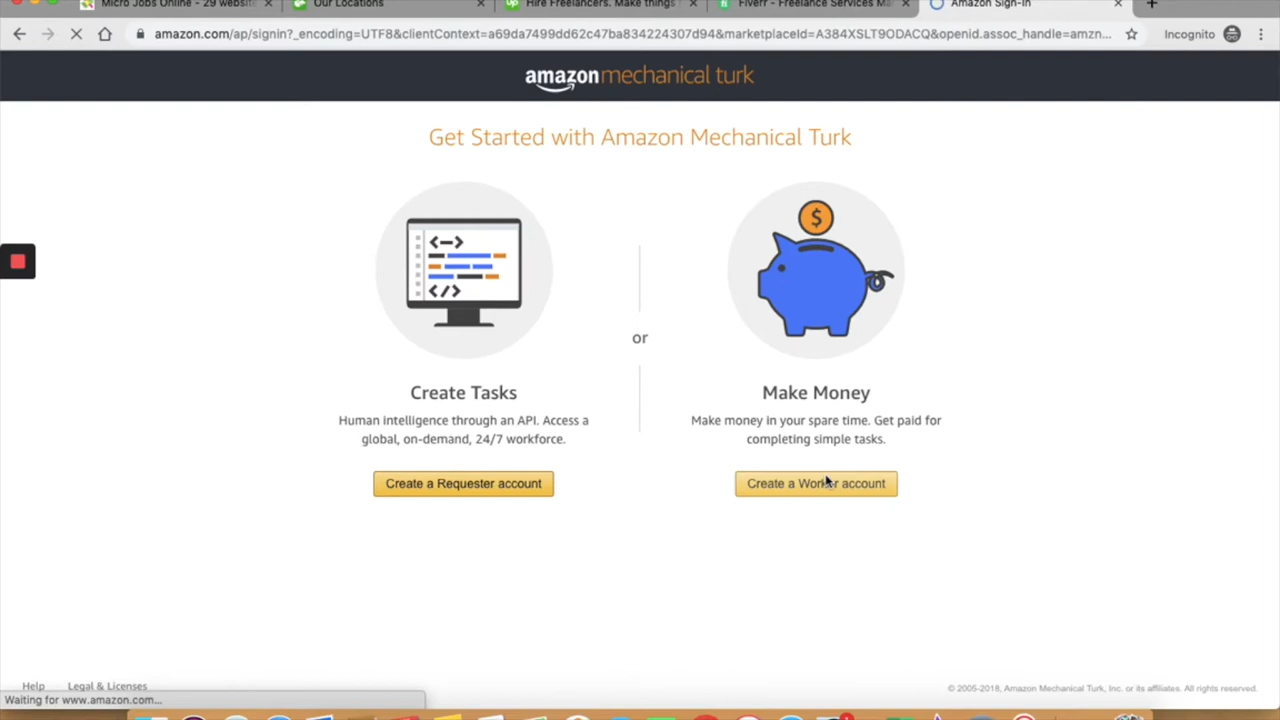 Micro Jobs Online - 29 website
Our Locations
Hire Freelancers. Make things
Fiverr - Freelance Services Ma
Amazon Sign-In
amazon.com/ap/signin?_encoding=UTF8&clientContext=a69da7499dd62c47ba834224307d94&marketplaceId=A384XSLT9ODACQ&openid.assoc_handle=amzn...
Incognito
amazon mechanical turk
Get Started with Amazon Mechanical Turk
$
or
Create Tasks
Human intelligence through an API. Access a
global, on-demand, 24/7 workforce.
Create a Requester account
Make Money
Make money in your spare time. Get paid for
completing simple tasks.
Create a Worker account
Help
Legal & Licenses
© 2005-2018, Amazon Mechanical Turk, Inc. or its affiliates. All rights reserved.
Waiting for www.amazon.com...